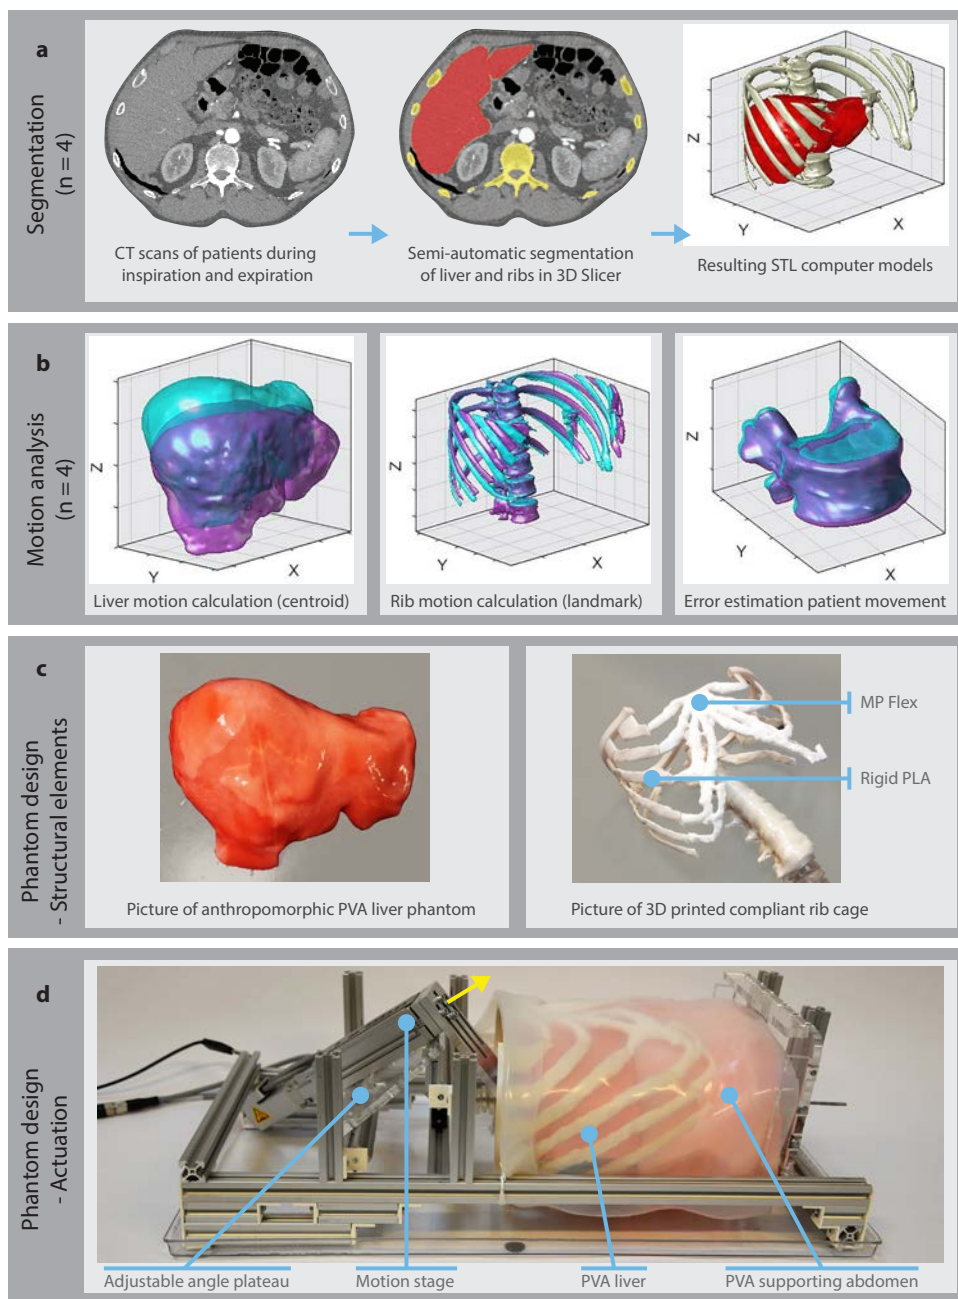 a
Segmentation
(n = 4)
CT scans of patients during
inspiration and expiration
Semi-automatic segmentation
of liver and ribs in 3D Slicer
Z
Y
X
Resulting STL computer models
b
Motion analysis
(n = 4)
Z
Y
X
Liver motion calculation (centroid)
Z
Y
X
Rib motion calculation (landmark)
Z
Y
X
Error estimation patient movement
c
Phantom design
- Structural elements
Picture of anthropomorphic PVA liver phantom
MP Flex
Rigid PLA
Picture of 3D printed compliant rib cage
d
Phantom design
- Actuation
Adjustable angle plateau
Motion stage
PVA liver
PVA supporting abdomen